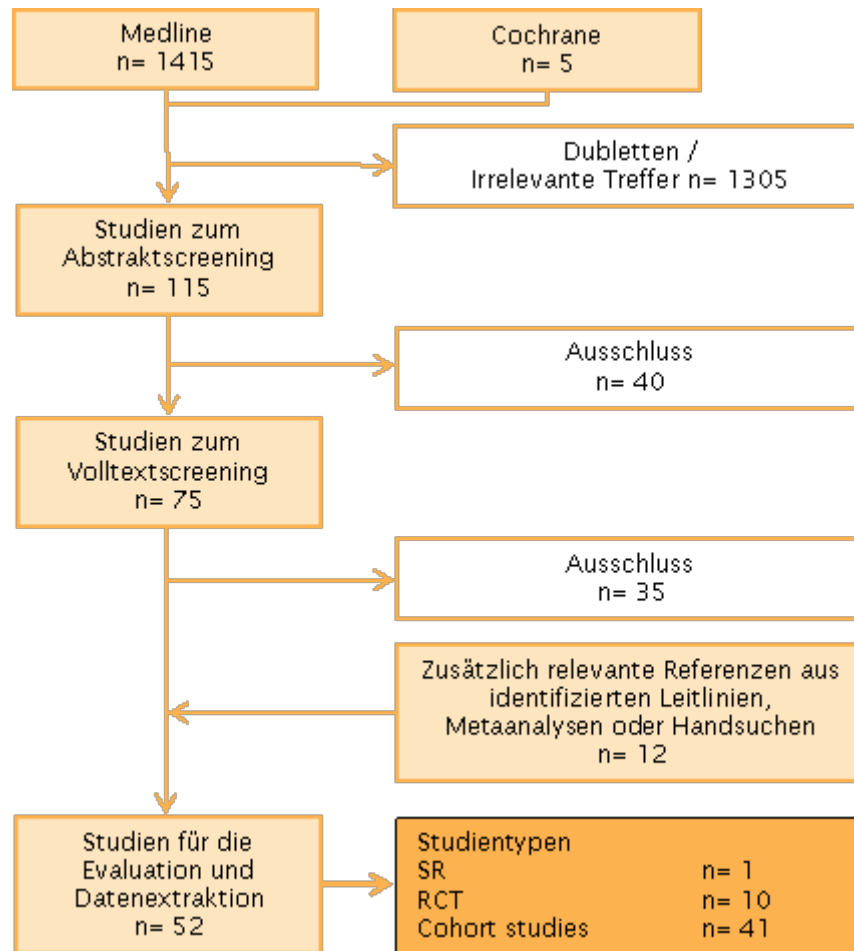 Medline
n= 1415
Cochrane
n= 5
Dubletten /
Irrelevante Treffer n= 1305
Studien zum
Abstraktscreening
n= 115
Ausschluss
n= 40
Studien zum
Volltextscreening
n= 75
Ausschluss
n= 35
Zusätzlich relevante Referenzen aus
identifizierten Leitlinien,
Metaanalysen oder Handsuchen
n= 12
Studien für die
Evaluation und
Datenextraktion
n= 52
Studientypen
SR n= 1
RCT n= 10
Cohort studies n= 41